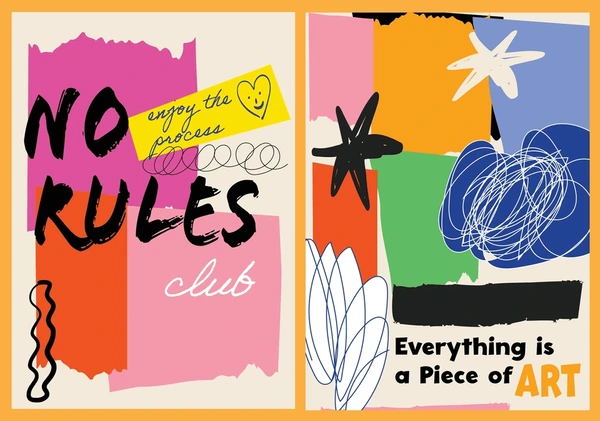 NO
enjoy the
process
RULES
club
Everything is
a Piece of ART